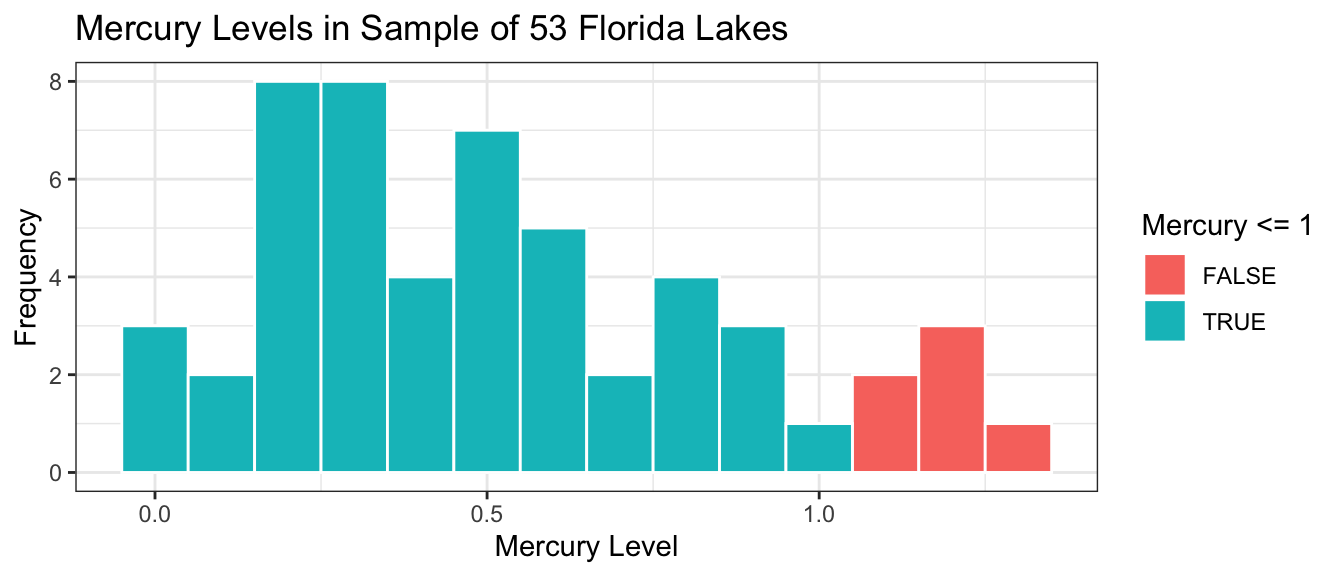 Mercury Levels in Sample of 53 Florida Lakes
8
6
4
2
0
Frequency
0.0 0.5 1.0
Mercury Level
Mercury <= 1
FALSE
TRUE